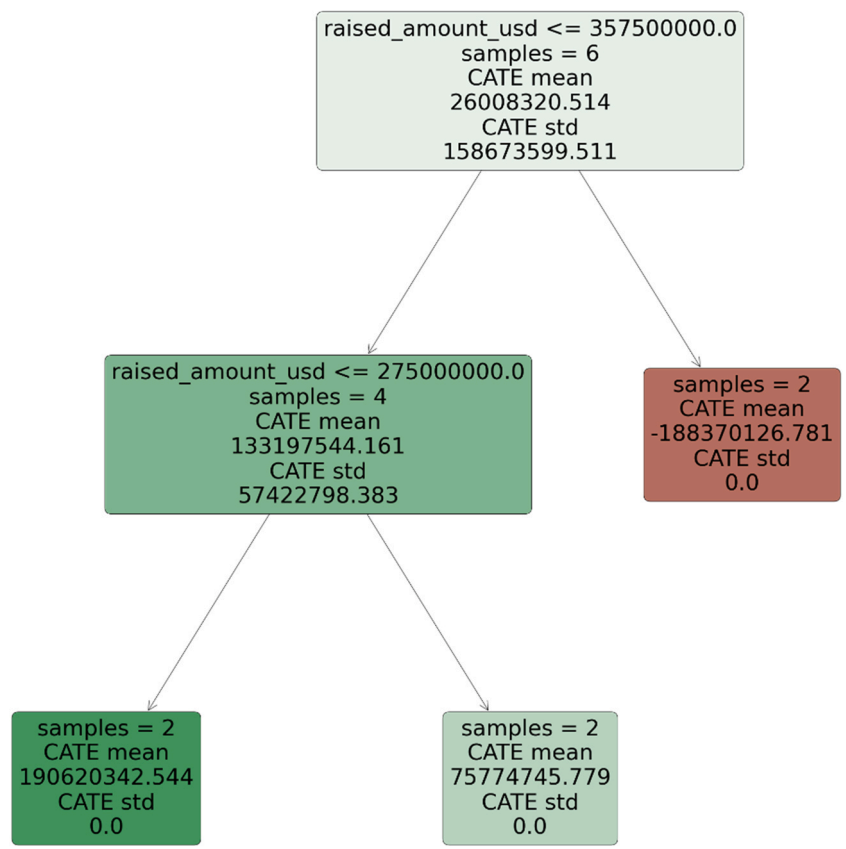 raised_amount_usd <= 357500000.0
samples = 6
CATE mean
26008320.514
CATE std
158673599.511
raised_amount_usd <= 275000000.0
samples = 4
CATE mean
133197544.161
CATE std
57422798.383
samples = 2
CATE mean
-188370126.781
CATE std
0.0
samples = 2
CATE mean
190620342.544
CATE std
0.0
samples = 2
CATE mean
75774745.779
CATE std
0.0